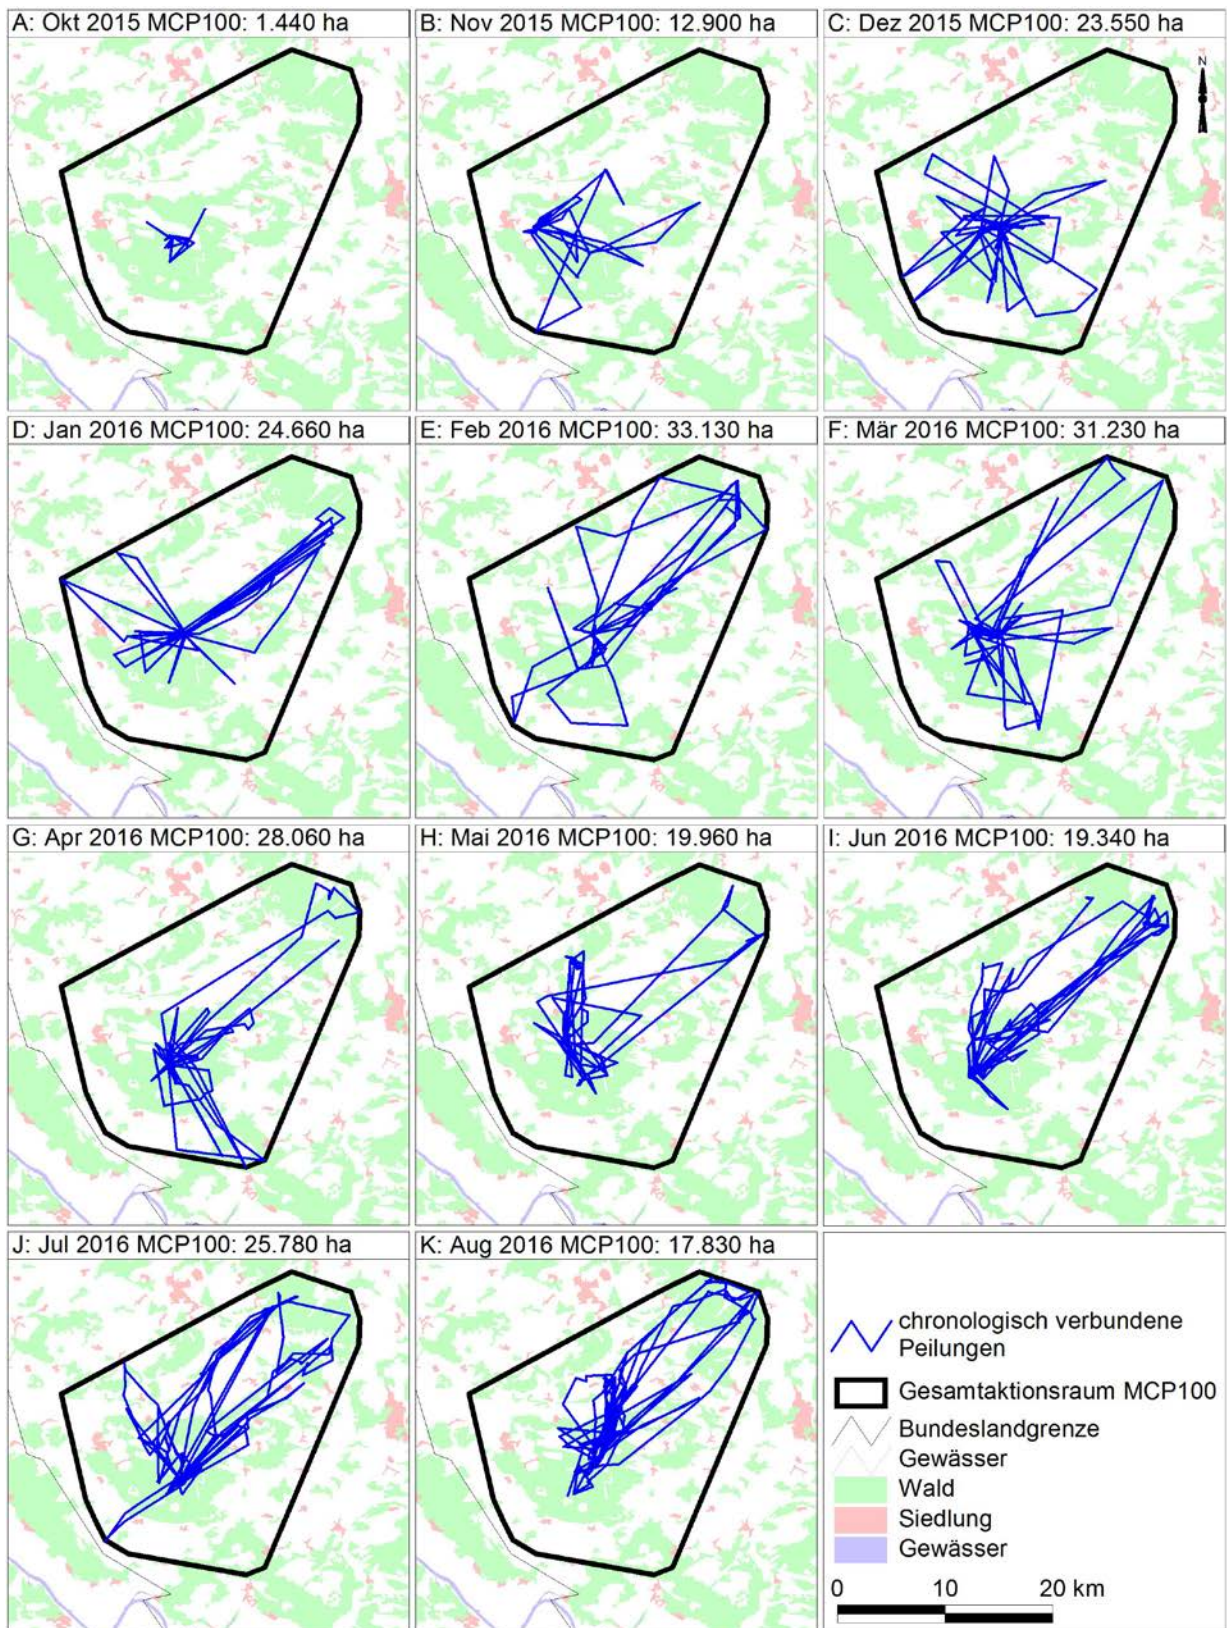 A: Okt 2015 MCP100: 1.440 ha
B: Nov 2015 MCP100: 12.900 ha
C: Dez 2015 MCP100: 23.550 ha
N
D: Jan 2016 MCP100: 24.660 ha
E: Feb 2016 MCP100: 33.130 ha
F: Mär 2016 MCP100: 31.230 ha
G: Apr 2016 MCP100: 28.060 ha
H: Mai 2016 MCP100: 19.960 ha
I: Jun 2016 MCP100: 19.340 ha
J: Jul 2016 MCP100: 25.780 ha
K: Aug 2016 MCP100: 17.830 ha
chronologisch verbundene
Peilungen
Gesamtaktionsraum MCP100
Bundeslandgrenze
Gewässer
Wald
Siedlung
Gewässer
0 10 20 km